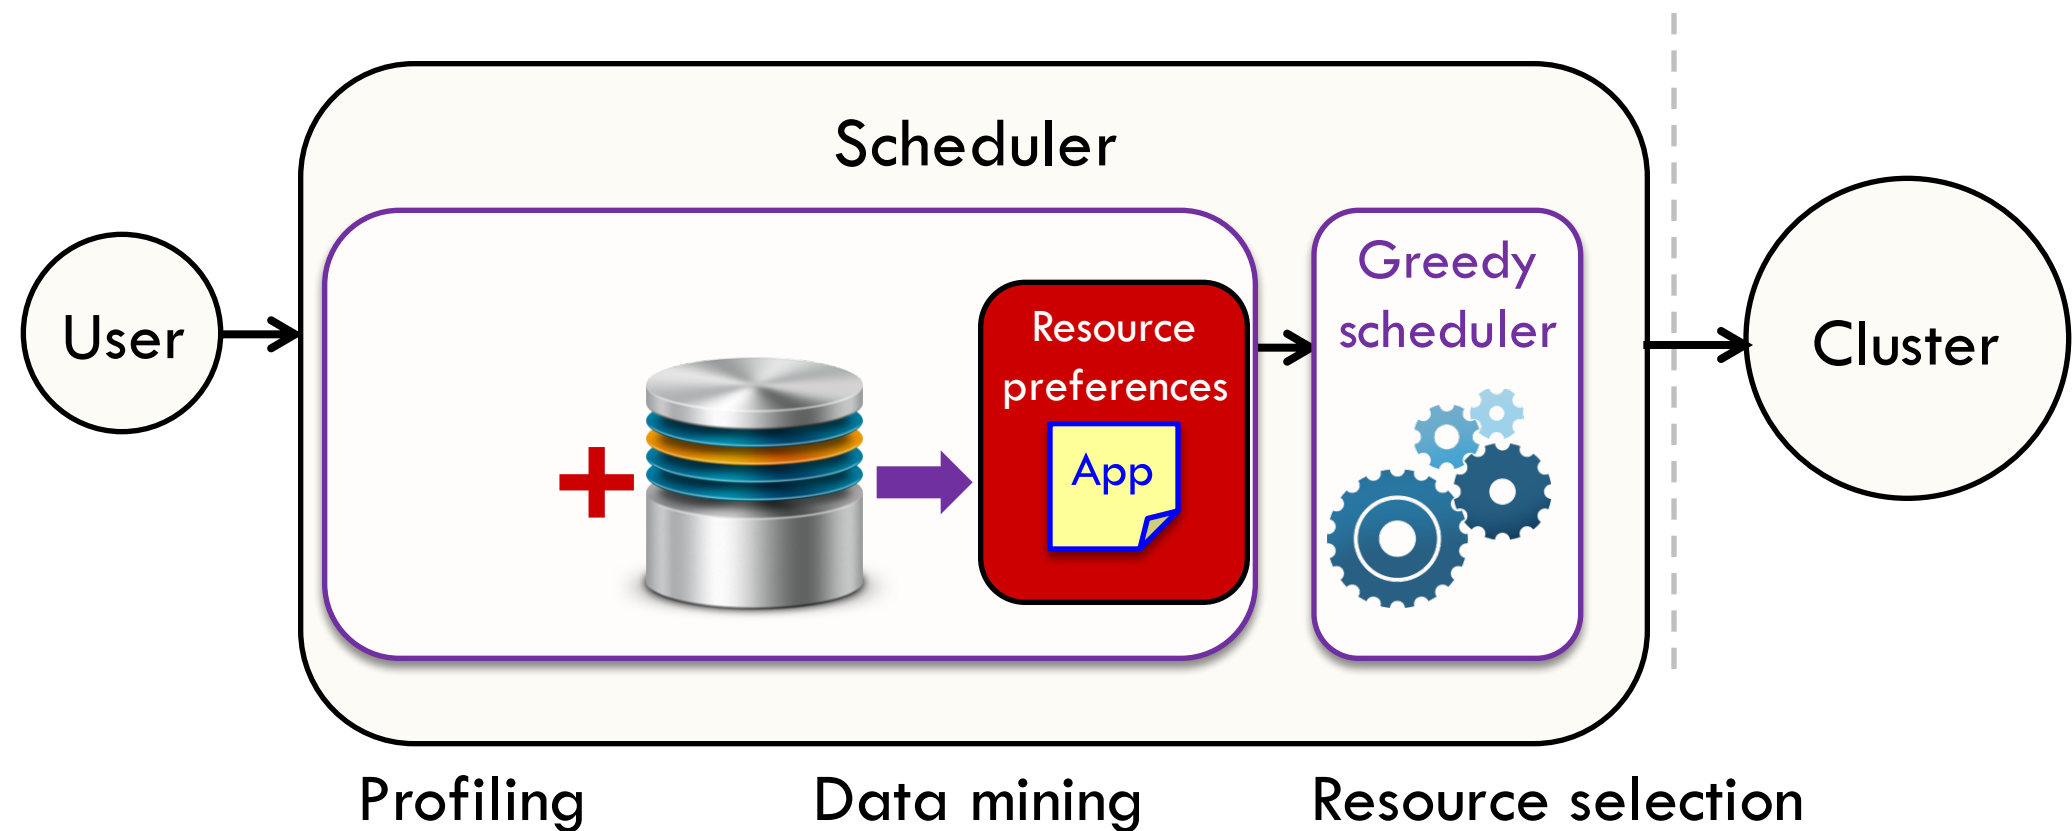 Scheduler
User
Resource
preferences
App
Greedy
scheduler
Cluster
Profiling
Data mining
Resource selection